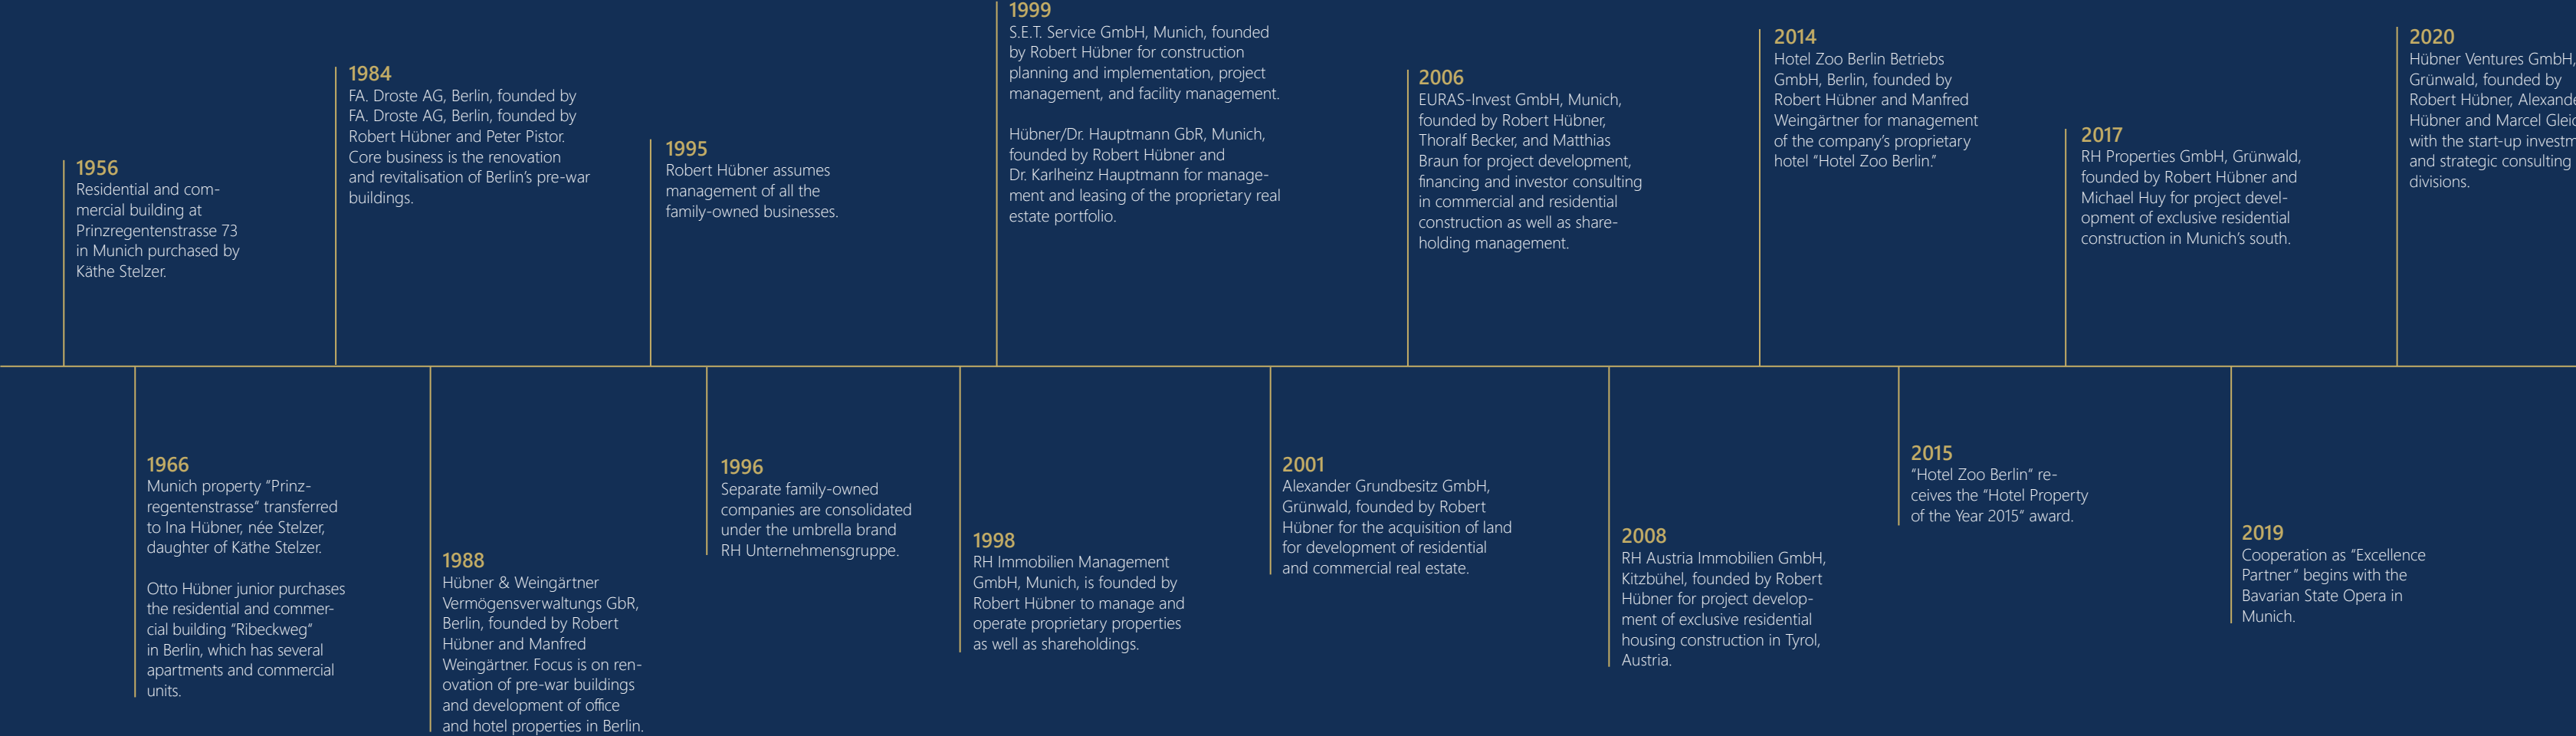 1956
Residential and com-
mercial building at
Prinzregentenstrasse 73
in Munich purchased by
Käthe Stelzer.
1966
Munich property “Prinz-
regentenstrasse“ transferred
to Ina Hübner, née Stelzer,
daughter of Käthe Stelzer.
Otto Hübner junior purchases
the residential and commer-
cial building “Ribeckweg“
in Berlin, which has several
apartments and commercial
units.
1984
FA. Droste AG, Berlin, founded by
FA. Droste AG, Berlin, founded by
Robert Hübner and Peter Pistor.
Core business is the renovation
and revitalisation of Berlin’s pre-war
buildings.
1988
Hübner & Weingärtner
Vermögensverwaltungs GbR,
Berlin, founded by Robert
Hübner and Manfred
Weingärtner. Focus is on ren-
ovation of pre-war buildings
and development of office
and hotel properties in Berlin.
1995
Robert Hübner assumes
management of all the
family-owned businesses.
1996
Separate family-owned
companies are consolidated
under the umbrella brand
RH Unternehmensgruppe.
1998
RH Immobilien Management
GmbH, Munich, is founded by
Robert Hübner to manage and
operate proprietary properties
as well as shareholdings.
1999
S.E.T. Service GmbH, Munich, founded
by Robert Hübner for construction
planning and implementation, project
management, and facility management.
Hübner/Dr. Hauptmann GbR, Munich,
founded by Robert Hübner and
Dr. Karlheinz Hauptmann for manage-
ment and leasing of the proprietary real
estate portfolio.
2001
Alexander Grundbesitz GmbH,
Grünwald, founded by Robert
Hübner for the acquisition of land
for development of residential
and commercial real estate.
2006
EURAS-Invest GmbH, Munich,
founded by Robert Hübner,
Thoralf Becker, and Matthias
Braun for project development,
financing and investor consulting
in commercial and residential
construction as well as share-
holding management.
2008
RH Austria Immobilien GmbH,
Kitzbühel, founded by Robert
Hübner for project develop-
ment of exclusive residential
housing construction in Tyrol,
Austria.
2014
Hotel Zoo Berlin Betriebs
GmbH, Berlin, founded by
Robert Hübner and Manfred
Weingärtner for management
of the company’s proprietary
hotel “Hotel Zoo Berlin.”
2015
“Hotel Zoo Berlin“ re-
ceives the “Hotel Property
of the Year 2015“ award.
2017
RH Properties GmbH, Grünwald,
founded by Robert Hübner and
Michael Huy for project devel-
opment of exclusive residential
construction in Munich’s south.
2019
Cooperation as “Excellence
Partner“ begins with the
Bavarian State Opera in
Munich.
2020
Hübner Ventures GmbH,
Grünwald, founded by
Robert Hübner,
Hübner and Marcel
with the start-up
and strategic consulting
divisions.